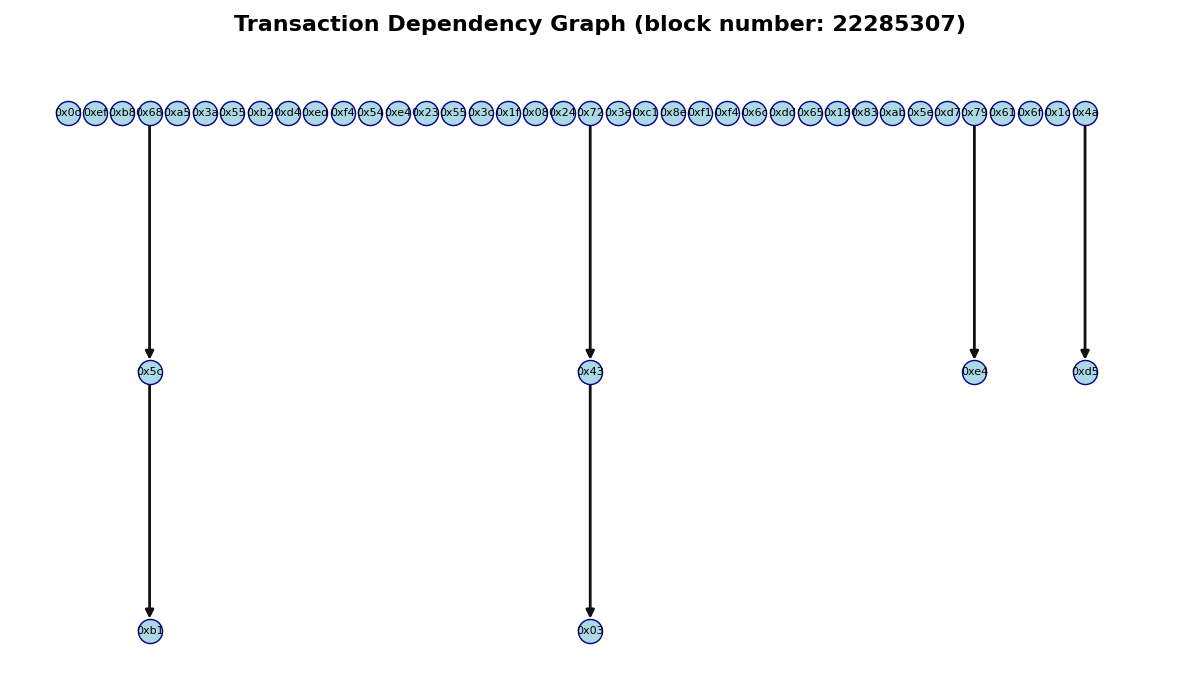 Transaction Dependency Graph (block number: 22285307)
0x0d 0xef 0xb8 0x68 0xa5 0x3a 0x55 0xb2 0xd4 0xed 0xf4 0x54 0xe4 0x23 0x55 0x3c 0x1f 0x08 0x24 0x72 0x3e 0xc1 0x8e 0xf1 0xf4 0x6c 0xdd 0x65 0x18 0x83 0xab 0x5e 0xd7 0x79 0x61 0x6f 0x1c 0x4a
0x5c 0x43 0xe4 0xd5
0xb1 0x03